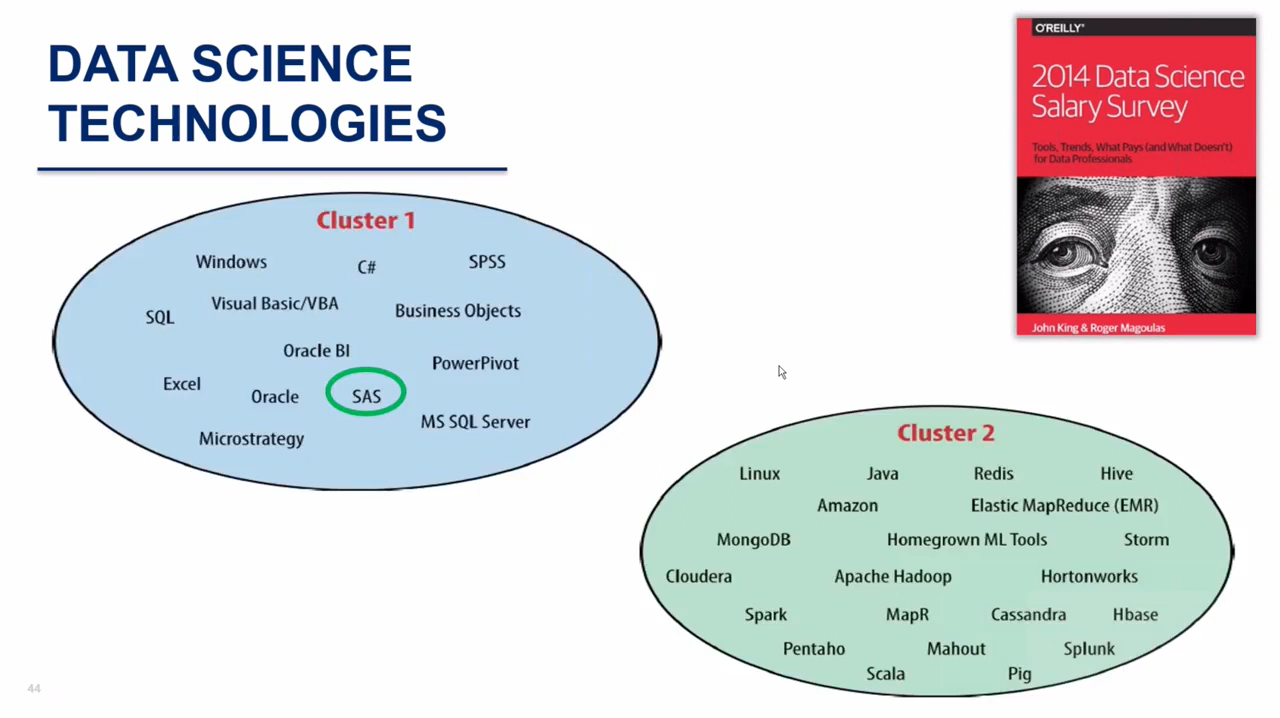 DATA SCIENCE
TECHNOLOGIES
O'REILLY®
2014 Data Science
Salary Survey
Tools, Trends, What Pays (and What Doesn't)
for Data Professionals
John King & Roger Magoulas
Cluster 1
Windows C# SPSS
Visual Basic/VBA Business Objects
SQL
Oracle BI PowerPivot
Excel Oracle SAS
MS SQL Server
Microstrategy
Cluster 2
Linux Java Redis Hive
Amazon Elastic MapReduce (EMR)
MongoDB Homegrown ML Tools Storm
Cloudera Apache Hadoop Hortonworks
Spark MapR Cassandra Hbase
Pentaho Mahout Splunk
Scala Pig
44